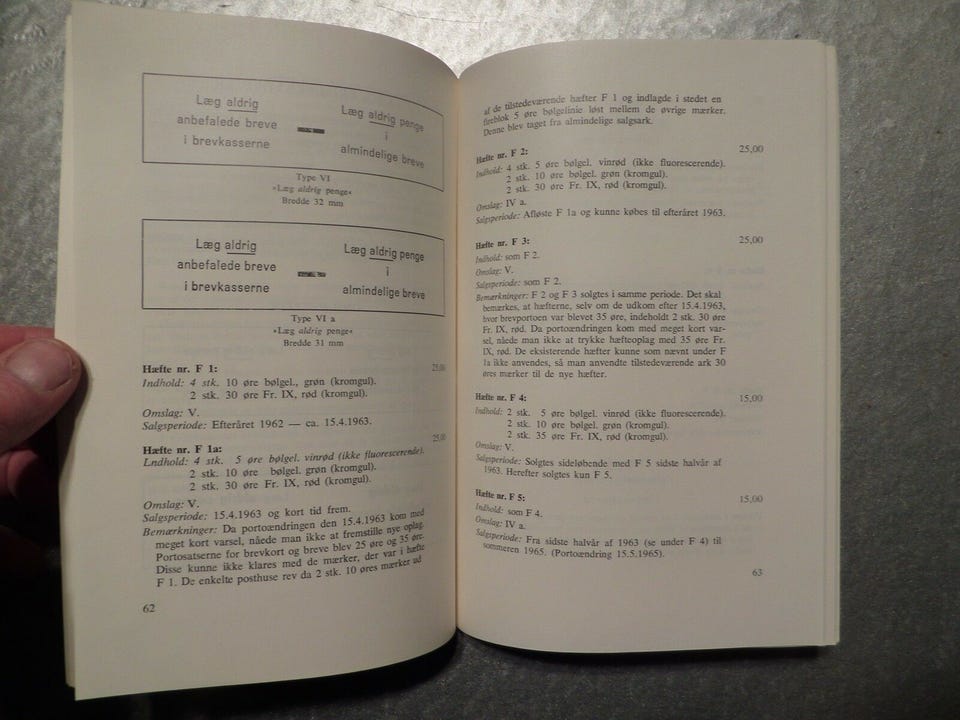 Læg aldrig
anbefalede breve
i brevkasserne
Læg aldrig penge
i
almindelige breve
Type VI
»Læg aldrig penge«
Bredde 32 mm
Læg aldrig
anbefalede breve
i brevkasserne
Læg aldrig penge
i
almindelige breve
Type VI a
»Læg aldrig penge«
Bredde 31 mm
Hæfte nr. F 1: 25,00
Indhold: 4 stk. 10 øre bølgel., grøn (kromgul).
2 stk. 30 øre Fr. IX, rød (kromgul).
Omslag: V.
Salgsperiode: Efteråret 1962 — ca. 15.4.1963.
Hæfte nr. F 1a: 25,00
Lndhold: 4 stk. 5 øre bølgel. vinrød (ikke fluorescerende).
2 stk. 10 øre bølgel. grøn (kromgul).
2 stk. 30 øre Fr. IX, rød (kromgul).
Omslag: V.
Salgsperiode: 15.4.1963 og kort tid frem.
Bemærkninger: Da portoændringen den 15.4.1963 kom med
meget kort varsel, nåede man ikke at fremstille nye oplag.
Portosatserne for brevkort og breve blev 25 øre og 35 øre.
Disse kunne ikke klares med de mærker, der var i hæfte
F 1. De enkelte posthuse rev da 2 stk. 10 øres mærker ud
62
af de tilstedeværende hæfter F 1 og indlagde i stedet en
fireblok 5 øre bølgelinie løst mellem de øvrige mærker.
Denne blev taget fra almindelige salgsark.
Hæfte nr. F 2: 25,00
Indhold: 4 stk. 5 øre bølgel. vinrød (ikke fluorescerende).
2 stk. 10 øre bølgel. grøn (kromgul).
2 stk. 30 øre Fr. IX, rød (kromgul).
Omslag: IV a.
Salgsperiode: Afløste F 1a og kunne købes til efteråret 1963.
Hæfte nr. F 3: 25,00
Indhold: som F 2.
Omslag: V.
Salgsperiode: som F 2.
Bemærkninger: F 2 og F 3 solgtes i samme periode. Det skal
bemærkes, at hæfterne, selv om de udkom efter 15.4.1963,
hvor brevportoen var blevet 35 øre, indeholdt 2 stk. 30 øre
Fr. IX, rød. Da portoændringen kom med meget kort var-
sel, nåede man ikke at trykke hæfteoplag med 35 øre Fr.
IX, rød. De eksisterende hæfter kunne som nævnt under F
1a ikke anvendes, så man anvendte tilstedeværende ark 30
øres mærker til de nye hæfter.
Hæfte nr. F 4: 15,00
Indhold: 2 stk. 5 øre bølgel. vinrød (ikke fluorescerende).
2 stk. 10 øre bølgel. grøn (kromgul).
2 stk. 35 øre Fr. IX, rød (kromgul).
Omslag: V.
Salgsperiode: Solgtes sideløbende med F 5 sidste halvår af
1963. Herefter solgtes kun F 5.
Hæfte nr. F 5: 15,00
Indhold: som F 4.
Omslag: IV a.
Salgsperiode: Fra sidste halvår af 1963 (se under F 4) til
sommeren 1965. (Portoændring 15.5.1965).
63